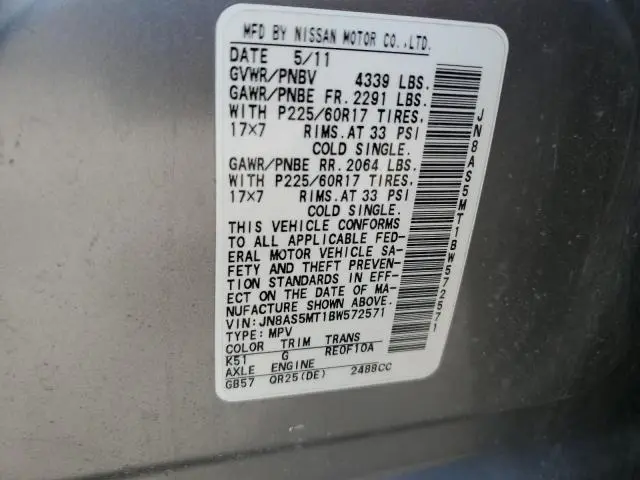 MFD BY NISSAN MOTOR CO.,LTD.
DATE 5/11
GVWR/PNBV 4339 LBS.
GAWR/PNBE FR. 2291 LBS.
WITH P225/60R17 TIRES,
17×7 RIMS.AT 33 PSI
COLD SINGLE.
GAWR/PNBE RR. 2064 LBS.
WITH P225/60R17 TIRES,
17×7 RIMS.AT 33 PSI
COLD SINGLE.
THIS VEHICLE CONFORMS
TO ALL APPLICABLE FED-
ERAL MOTOR VEHICLE SA-
FETY AND THEFT PREVEN-
TION STANDARDS IN EFF-
ECT ON THE DATE OF MA-
NUFACTURE SHOWN ABOVE.
VIN:JN8AS5MT1BW572571
TYPE:MPV
COLOR TRIM TRANS
K51 G RE0F10A
AXLE ENGINE
GB57 QR25(DE) 2488CC
JN8AS5MT1BW572571